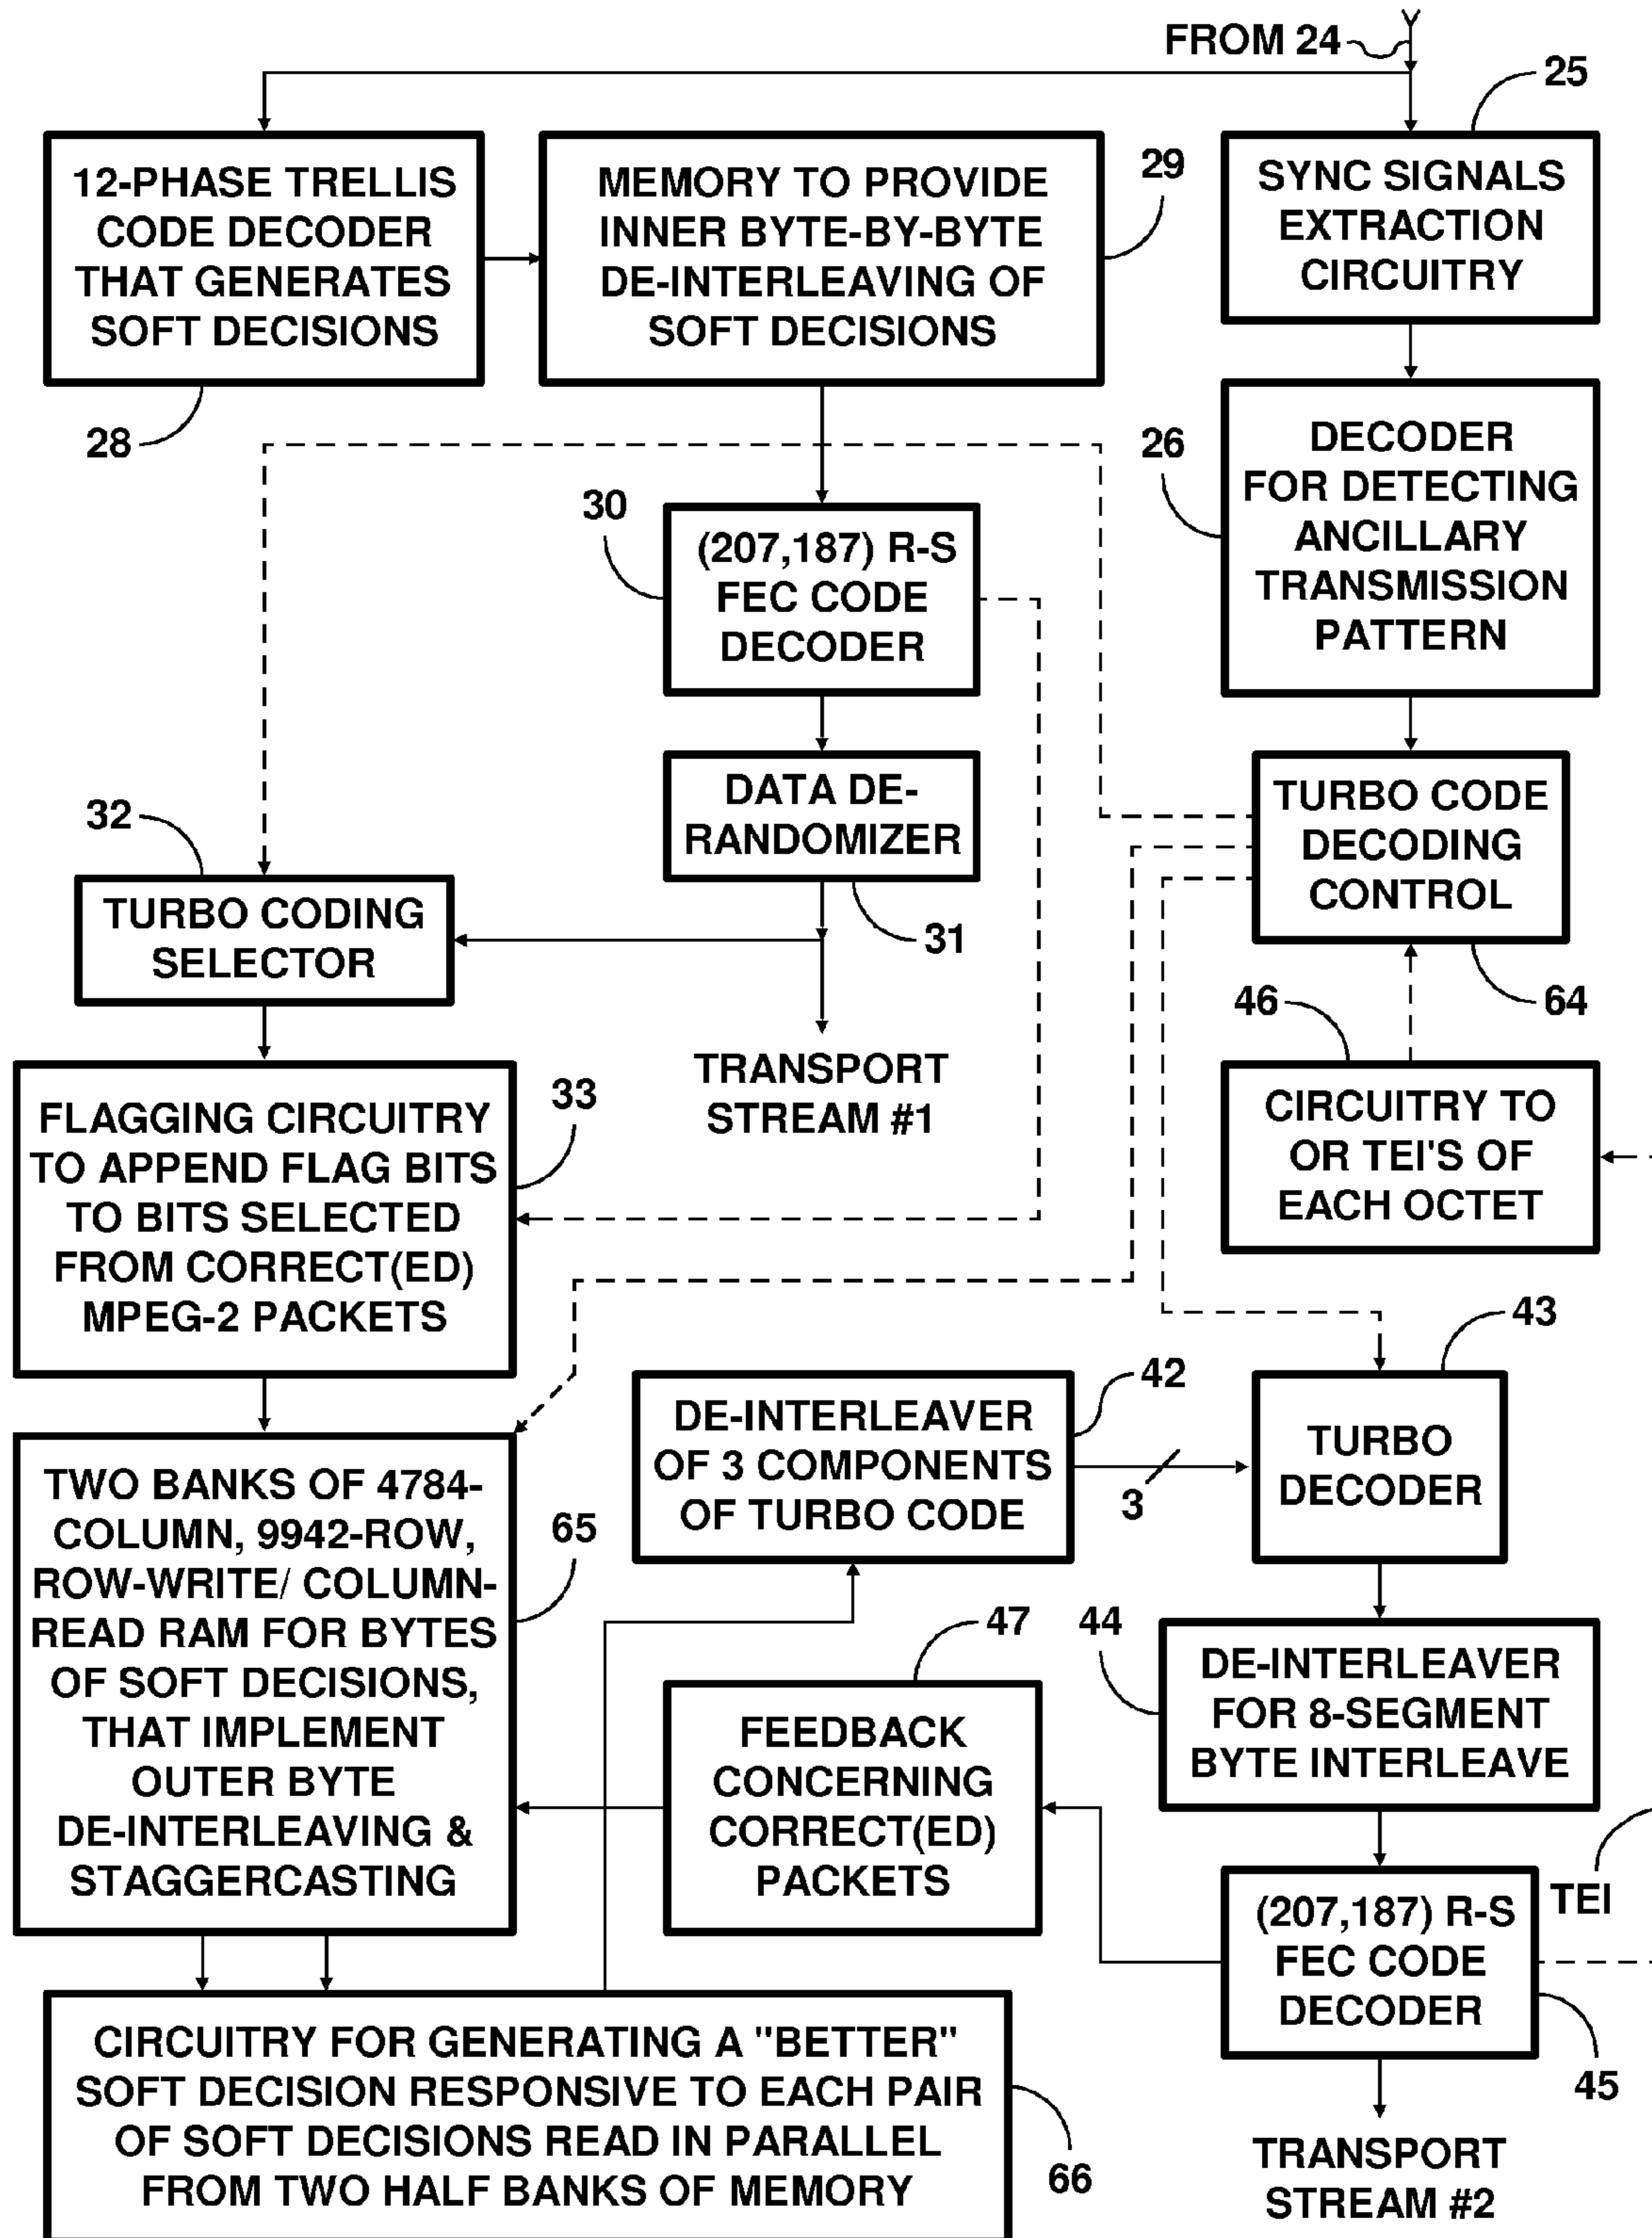 FROM 24
25
12-PHASE TRELLIS
CODE DECODER
THAT GENERATES
SOFT DECISIONS
28
MEMORY TO PROVIDE
INNER BYTE-BY-BYTE
DE-INTERLEAVING OF
SOFT DECISIONS
29
SYNC SIGNALS
EXTRACTION
CIRCUITRY
26
DECODER
FOR DETECTING
ANCILLARY
TRANSMISSION
PATTERN
30
(207,187) R-S
FEC CODE
DECODER
DATA DE-
RANDOMIZER
31
TURBO CODE
DECODING
CONTROL
64
32
TURBO CODING
SELECTOR
TRANSPORT
STREAM #1
46
CIRCUITRY TO
OR TEI'S OF
EACH OCTET
FLAGGING CIRCUITRY
TO APPEND FLAG BITS
TO BITS SELECTED
FROM CORRECT(ED)
MPEG-2 PACKETS
33
DE-INTERLEAVER
OF 3 COMPONENTS
OF TURBO CODE
42
3
43
TURBO
DECODER
TWO BANKS OF 4784-
COLUMN, 9942-ROW,
ROW-WRITE/ COLUMN-
READ RAM FOR BYTES
OF SOFT DECISIONS,
THAT IMPLEMENT
OUTER BYTE
DE-INTERLEAVING &
STAGGERCASTING
65
47
FEEDBACK
CONCERNING
CORRECT(ED)
PACKETS
44
DE-INTERLEAVER
FOR 8-SEGMENT
BYTE INTERLEAVE
TEI
(207,187) R-S
FEC CODE
DECODER
45
CIRCUITRY FOR GENERATING A "BETTER"
SOFT DECISION RESPONSIVE TO EACH PAIR
OF SOFT DECISIONS READ IN PARALLEL
FROM TWO HALF BANKS OF MEMORY
66
TRANSPORT
STREAM #2